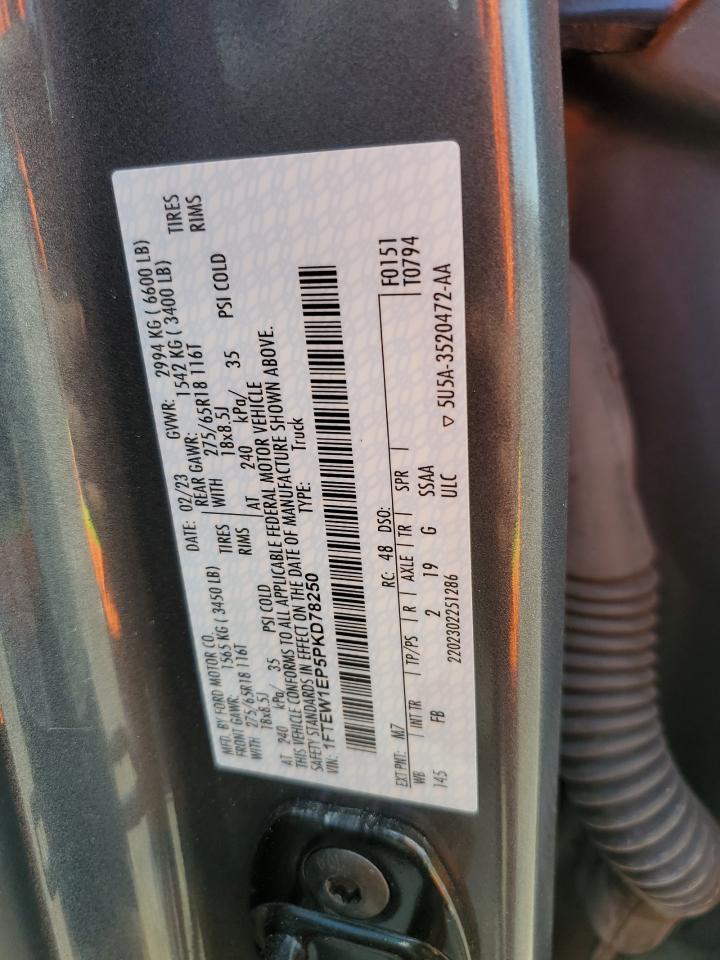 MFD. BY FORD MOTOR CO. DATE: 02/23 GVWR: 2994 KG ( 6600 LB)
FRONT GAWR: 1565 KG ( 3450 LB) REAR GAWR: 1542 KG ( 3400 LB)
WITH 275/65R18 116T TIRES WITH 275/65R18 116T TIRES
18x8.5J RIMS 18x8.5J RIMS
AT 240 kPa/ 35 PSI COLD AT 240 kPa/ 35 PSI COLD
THIS VEHICLE CONFORMS TO ALL APPLICABLE FEDERAL MOTOR VEHICLE
SAFETY STANDARDS IN EFFECT ON THE DATE OF MANUFACTURE SHOWN ABOVE.
VIN: 1FTEW1EP5PKD78250 TYPE: Truck
EXT PNT: M7 RC: 48 DSO: F0151
WB INT TR TP/PS R AXLE TR SPR T0794
145 FB 2 19 G SSAA
2202302251286 ULC ▽ 5U5A-3520472-AA